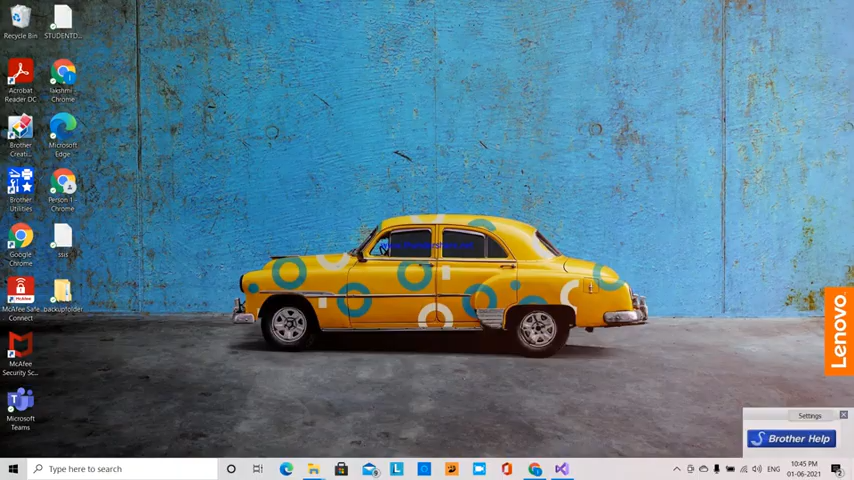 Recycle Bin
STUDENTD...
Acrobat
Reader DC
lakshmi -
Chrome
Brother
Creati...
Microsoft
Edge
Brother
Utilities
Person 1 -
Chrome
Google
Chrome
ssis
McAfee Safe
Connect
backupfolder
McAfee
Security Sc...
Microsoft
Teams
Lenovo
Settings
Brother Help
Type here to search
ENG
10:45 PM
01-06-2021